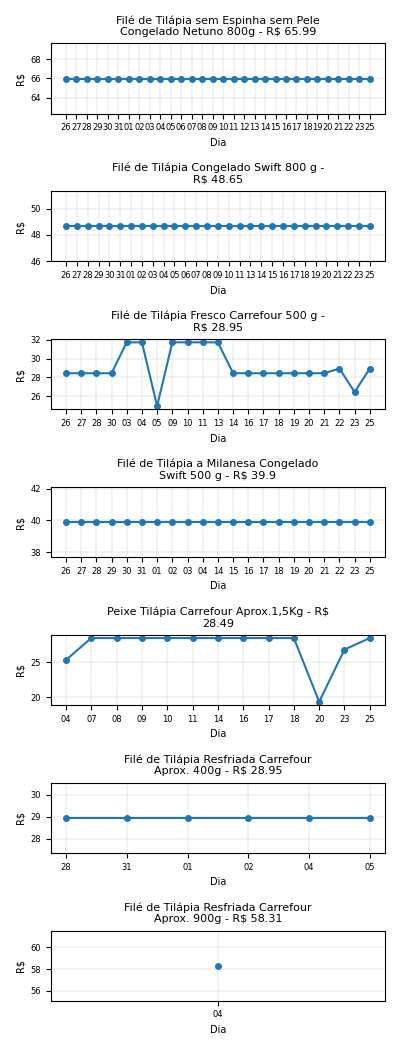 Filé de Tilápia sem Espinha sem Pele
Congelado Netuno 800g - R$ 65.99
68
66
64
R$
26 27 28 29 30 31 01 02 03 04 05 06 07 08 09 10 11 12 13 14 15 16 17 18 19 20 21 22 23 25
Dia
Filé de Tilápia Congelado Swift 800 g -
R$ 48.65
50
48
46
R$
26 27 28 29 30 31 01 02 03 04 05 06 07 08 09 10 11 13 14 15 16 17 18 19 20 21 22 23 25
Dia
Filé de Tilápia Fresco Carrefour 500 g -
R$ 28.95
32
30
28
26
R$
26 27 28 30 03 04 05 09 10 11 13 14 15 16 17 18 19 20 21 22 23 25
Dia
Filé de Tilápia a Milanesa Congelado
Swift 500 g - R$ 39.9
42
40
38
R$
26 27 28 29 30 31 01 02 03 04 14 15 16 17 18 19 20 21 22 23 25
Dia
Peixe Tilápia Carrefour Aprox.1,5Kg - R$
28.49
25
20
R$
04 07 08 09 10 11 14 16 17 18 20 23 25
Dia
Filé de Tilápia Resfriada Carrefour
Aprox. 400g - R$ 28.95
30
29
28
R$
28 31 01 02 04 05
Dia
Filé de Tilápia Resfriada Carrefour
Aprox. 900g - R$ 58.31
60
58
56
R$
04
Dia